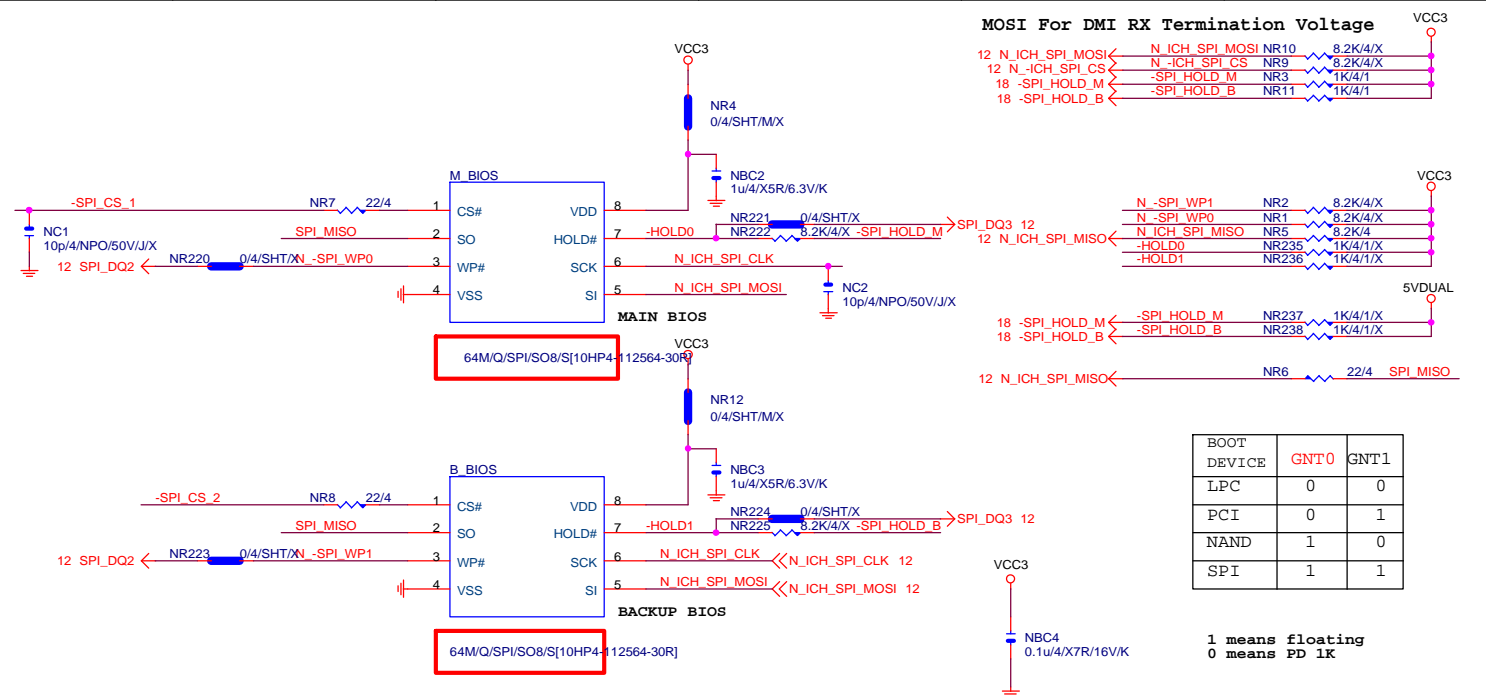 MOSI For DMI RX Termination Voltage
VCC3
12 N_ICH_SPI_MOSI N_ICH_SPI_MOSI NR10 8.2K/4/X
12 N_-ICH_SPI_CS N_-ICH_SPI_CS NR9 8.2K/4/X
18 -SPI_HOLD_M -SPI_HOLD_M NR3 1K/4/1
18 -SPI_HOLD_B -SPI_HOLD_B NR11 1K/4/1
VCC3
NR4
0/4/SHT/M/X
NBC2
1u/4/X5R/6.3V/K
M_BIOS
-SPI_CS_1 NR7 22/4 1 CS# VDD 8
NC1
10p/4/NPO/50V/J/X
SPI_MISO 2 SO HOLD# 7 -HOLD0
NR221 0/4/SHT/X SPI_DQ3 12
NR222 8.2K/4/X -SPI_HOLD_M
12 SPI_DQ2 NR220 0/4/SHT/X N_-SPI_WP0 3 WP# SCK 6 N_ICH_SPI_CLK
4 VSS SI 5 N_ICH_SPI_MOSI
NC2
10p/4/NPO/50V/J/X
MAIN BIOS
64M/Q/SPI/SO8/S[10HP4-112564-30R]
VCC3
N_-SPI_WP1 NR2 8.2K/4/X
N_-SPI_WP0 NR1 8.2K/4/X
12 N_ICH_SPI_MISO N_ICH_SPI_MISO NR5 8.2K/4
-HOLD0 NR235 1K/4/1/X
-HOLD1 NR236 1K/4/1/X
5VDUAL
18 -SPI_HOLD_M -SPI_HOLD_M NR237 1K/4/1/X
18 -SPI_HOLD_B -SPI_HOLD_B NR238 1K/4/1/X
12 N_ICH_SPI_MISO NR6 22/4 SPI_MISO
VCC3
NR12
0/4/SHT/M/X
NBC3
1u/4/X5R/6.3V/K
B_BIOS
-SPI_CS_2 NR8 22/4 1 CS# VDD 8
SPI_MISO 2 SO HOLD# 7 -HOLD1
NR224 0/4/SHT/X SPI_DQ3 12
NR225 8.2K/4/X -SPI_HOLD_B
12 SPI_DQ2 NR223 0/4/SHT/X N_-SPI_WP1 3 WP# SCK 6 N_ICH_SPI_CLK N_ICH_SPI_CLK 12
4 VSS SI 5 N_ICH_SPI_MOSI N_ICH_SPI_MOSI 12
BACKUP BIOS
64M/Q/SPI/SO8/S[10HP4-112564-30R]
VCC3
NBC4
0.1u/4/X7R/16V/K
BOOT DEVICE GNT0 GNT1
LPC 0 0
PCI 0 1
NAND 1 0
SPI 1 1
1 means floating
0 means PD 1K